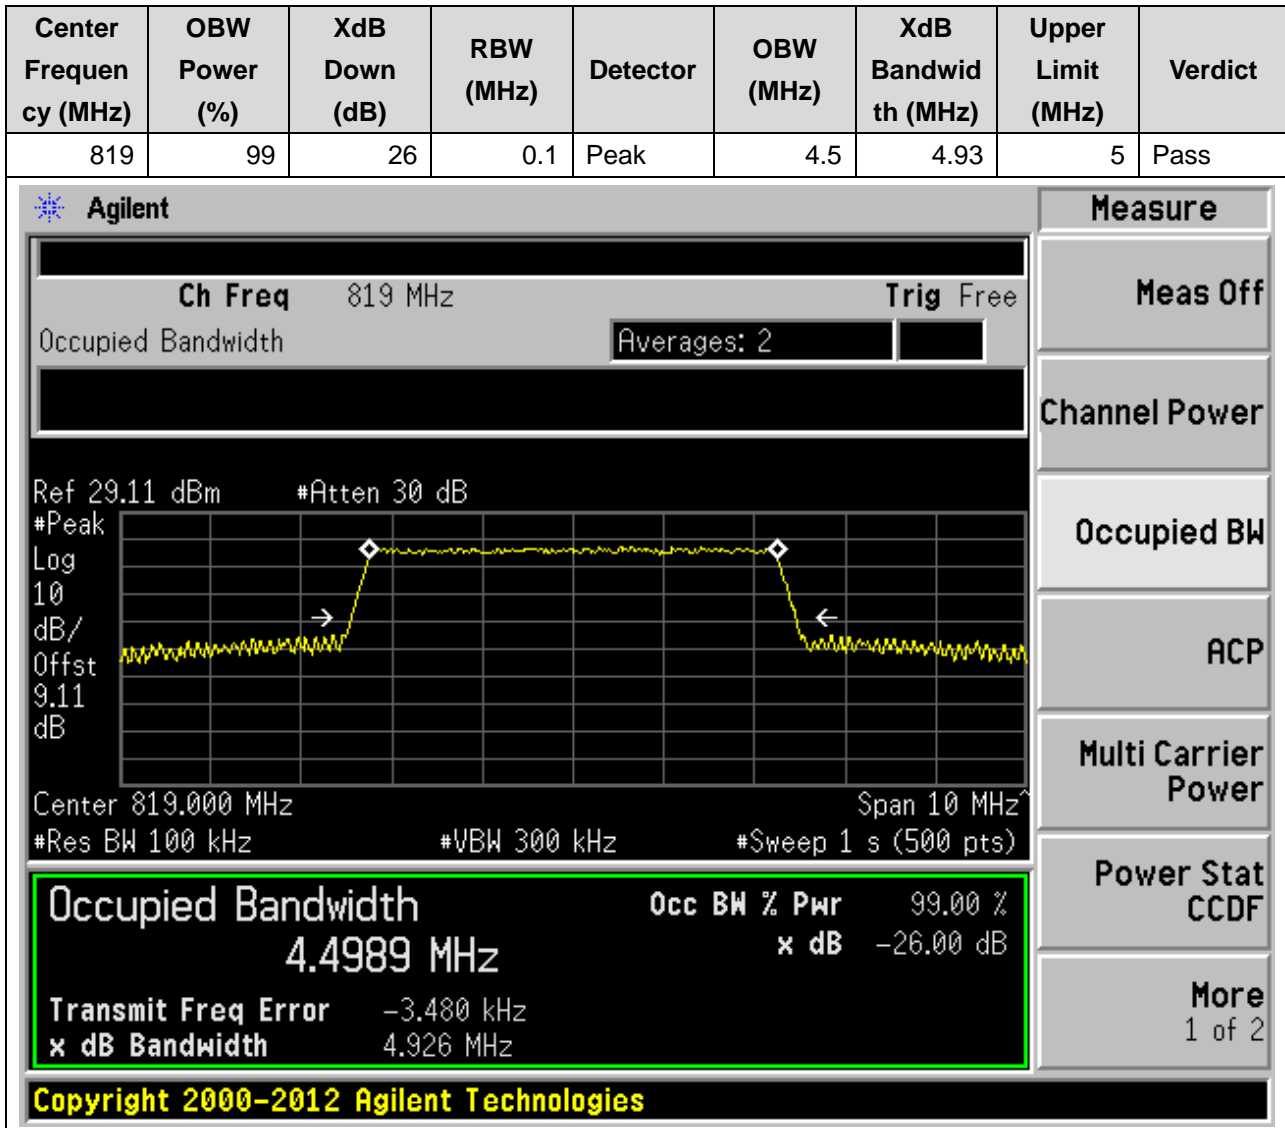 Center Frequen cy (MHz) OBW Power (%) XdB Down (dB) RBW (MHz) Detector OBW (MHz) XdB Bandwid th (MHz) Upper Limit (MHz) Verdict
819 99 26 0.1 Peak 4.5 4.93 5 Pass
Agilent
Measure
Ch Freq 819 MHz Trig Free
Occupied Bandwidth Averages: 2
Ref 29.11 dBm #Atten 30 dB
#Peak
Log
10
dB/
Offst
9.11
dB
Center 819.000 MHz Span 10 MHz^
#Res BW 100 kHz #VBW 300 kHz #Sweep 1 s (500 pts)
Occupied Bandwidth
4.4989 MHz
Occ BW % Pwr 99.00 %
x dB -26.00 dB
Transmit Freq Error -3.480 kHz
x dB Bandwidth 4.926 MHz
Meas Off
Channel Power
Occupied BW
ACP
Multi Carrier
Power
Power Stat
CCDF
More
1 of 2
Copyright 2000-2012 Agilent Technologies